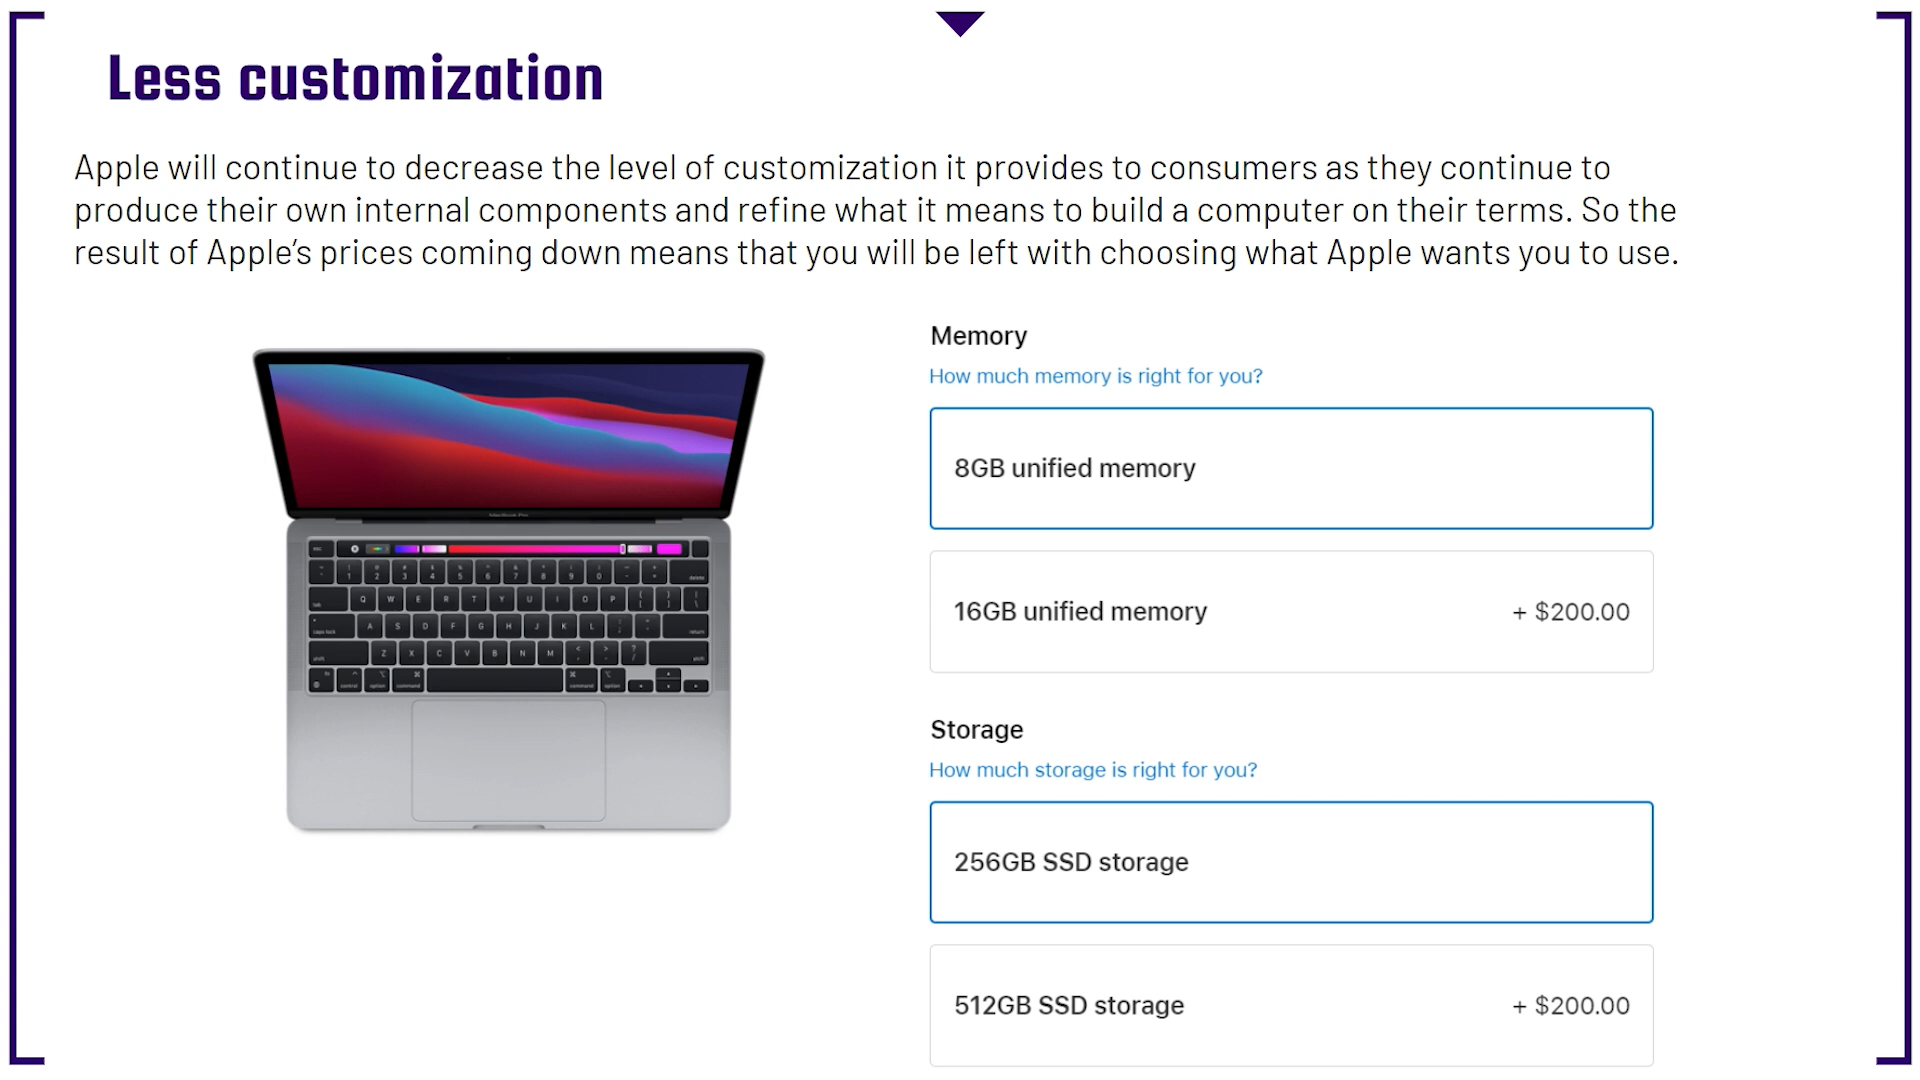 Less customization
Apple will continue to decrease the level of customization it provides to consumers as they continue to
produce their own internal components and refine what it means to build a computer on their terms. So the
result of Apple’s prices coming down means that you will be left with choosing what Apple wants you to use.
Memory
How much memory is right for you?
8GB unified memory
16GB unified memory + $200.00
Storage
How much storage is right for you?
256GB SSD storage
512GB SSD storage + $200.00